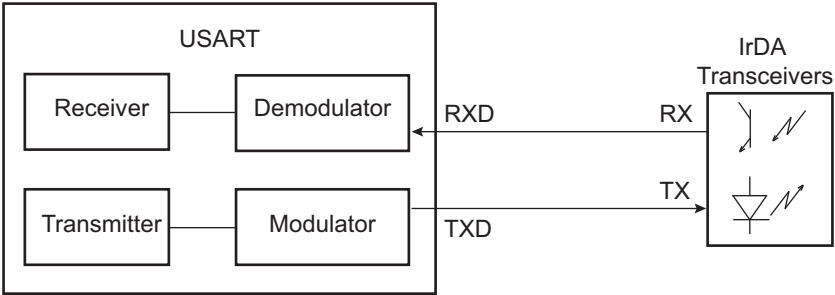 USART
IrDA
Transceivers
Receiver
Demodulator
RXD
RX
Transmitter
Modulator
TXD
TX